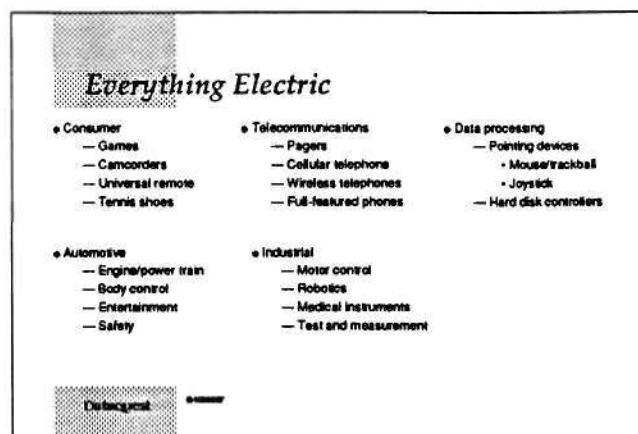 Everything Electric
• Consumer
— Games
— Camcorders
— Universal remote
— Tennis shoes
• Telecommunications
— Pagers
— Cellular telephone
— Wireless telephones
— Full-featured phones
• Data processing
— Pointing devices
• Mouse/trackball
• Joystick
— Hard disk controllers
• Automotive
— Engine/power train
— Body control
— Entertainment
— Safety
• Industrial
— Motor control
— Robotics
— Medical instruments
— Test and measurement
Dataquest